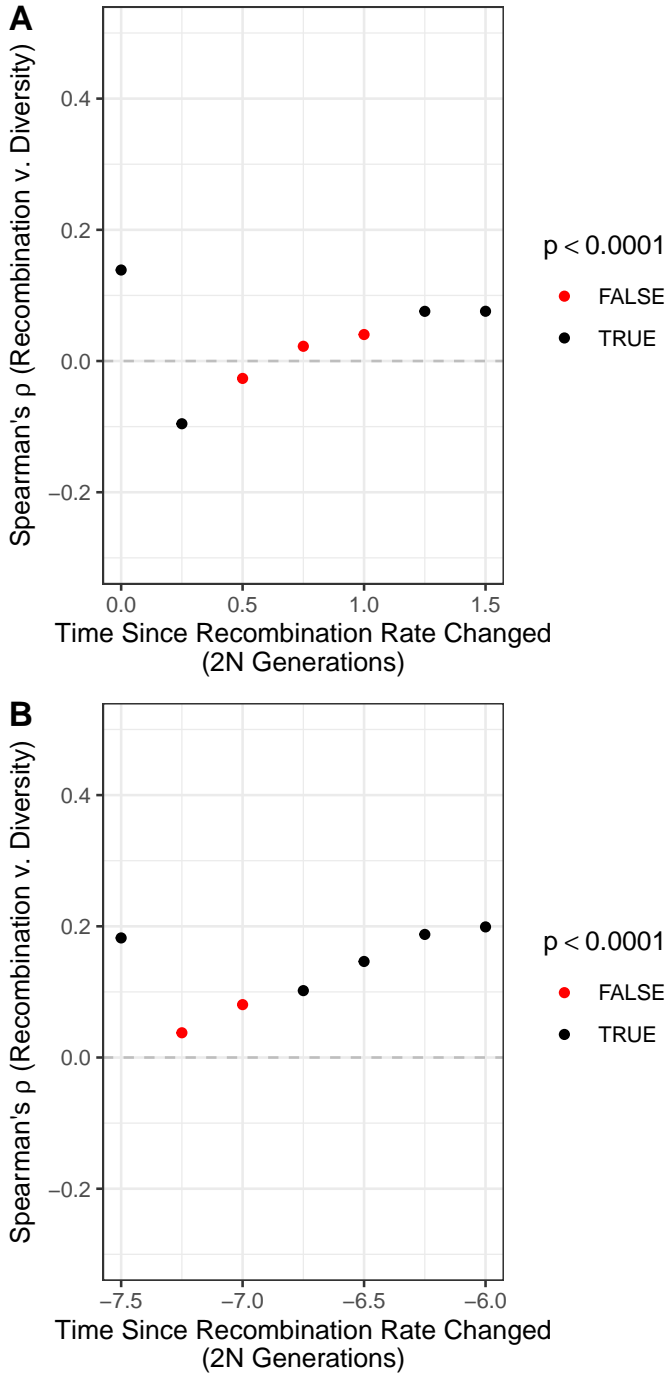 A
Spearman's ρ (Recombination v. Diversity)
0.4
0.2
0.0
−0.2
0.0 0.5 1.0 1.5
Time Since Recombination Rate Changed
(2N Generations)
p < 0.0001
FALSE
TRUE
B
Spearman's ρ (Recombination v. Diversity)
0.4
0.2
0.0
−0.2
−7.5 −7.0 −6.5 −6.0
Time Since Recombination Rate Changed
(2N Generations)
p < 0.0001
FALSE
TRUE